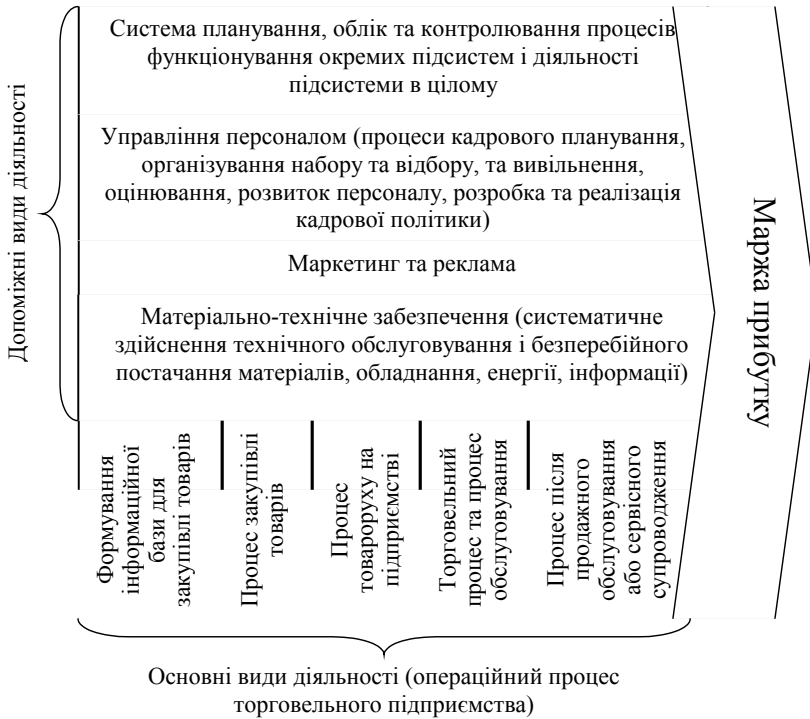 Допоміжні види діяльності
Система планування, облік та контролювання процесів
функціонування окремих підсистем і діяльності
підсистеми в цілому
Управління персоналом (процеси кадрового планування,
організування набору та відбору, та вивільнення,
оцінювання, розвиток персоналу, розробка та реалізація
кадрової політики)
Маркетинг та реклама
Матеріально-технічне забезпечення (систематичне
здійснення технічного обслуговування і безперебійного
постачання матеріалів, обладнання, енергії, інформації)
Формування
інформаційної
бази для
закупівлі товарів
Процес закупівлі
товарів
Процес
товароруху на
підприємстві
Торговельний
процес та процес
обслуговування
Процес після
продажного
обслуговування
або сервісного
супроводження
Маржа прибутку
Основні види діяльності (операційний процес
торговельного підприємства)